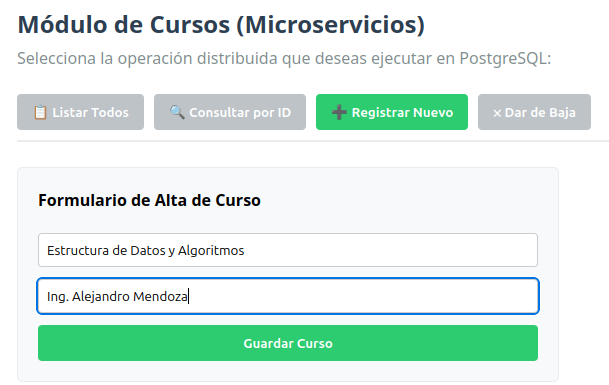 Módulo de Cursos (Microservicios)
Selecciona la operación distribuida que deseas ejecutar en PostgreSQL:
📋 Listar Todos 🔍 Consultar por ID ➕ Registrar Nuevo × Dar de Baja
Formulario de Alta de Curso
Estructura de Datos y Algoritmos
Ing. Alejandro Mendoza
Guardar Curso